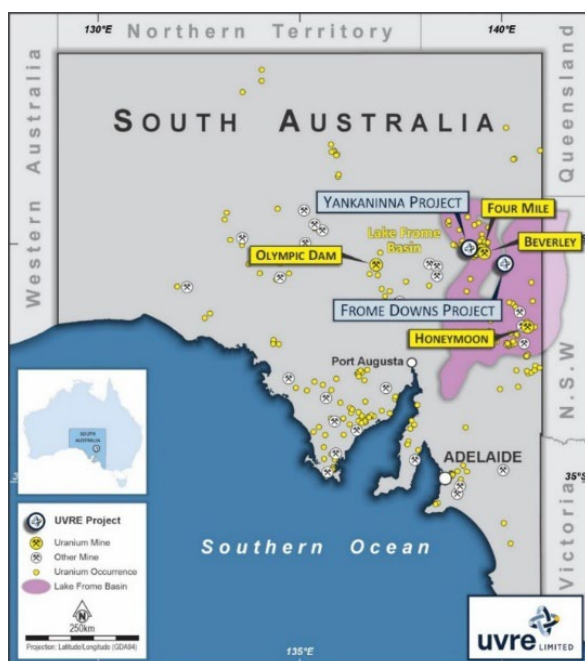 130°E
140°E
Northern Territory
Western Australia
Queensland
SOUTH AUSTRALIA
YANKANINNA PROJECT
FOUR MILE
Lake Frome
Basin
BEVERLEY
OLYMPIC DAM
FROME DOWNS PROJECT
HONEYMOON
Port Augusta
N.S.W
SOUTH
AUSTRALIA
ADELAIDE
35°S
Victoria
UVRE Project
Uranium Mine
Other Mine
Uranium Occurrence
Lake Frome Basin
N
250km
Projection: Latitude/Longitude (GDA94)
Southern Ocean
135°E
uvre
LIMITED